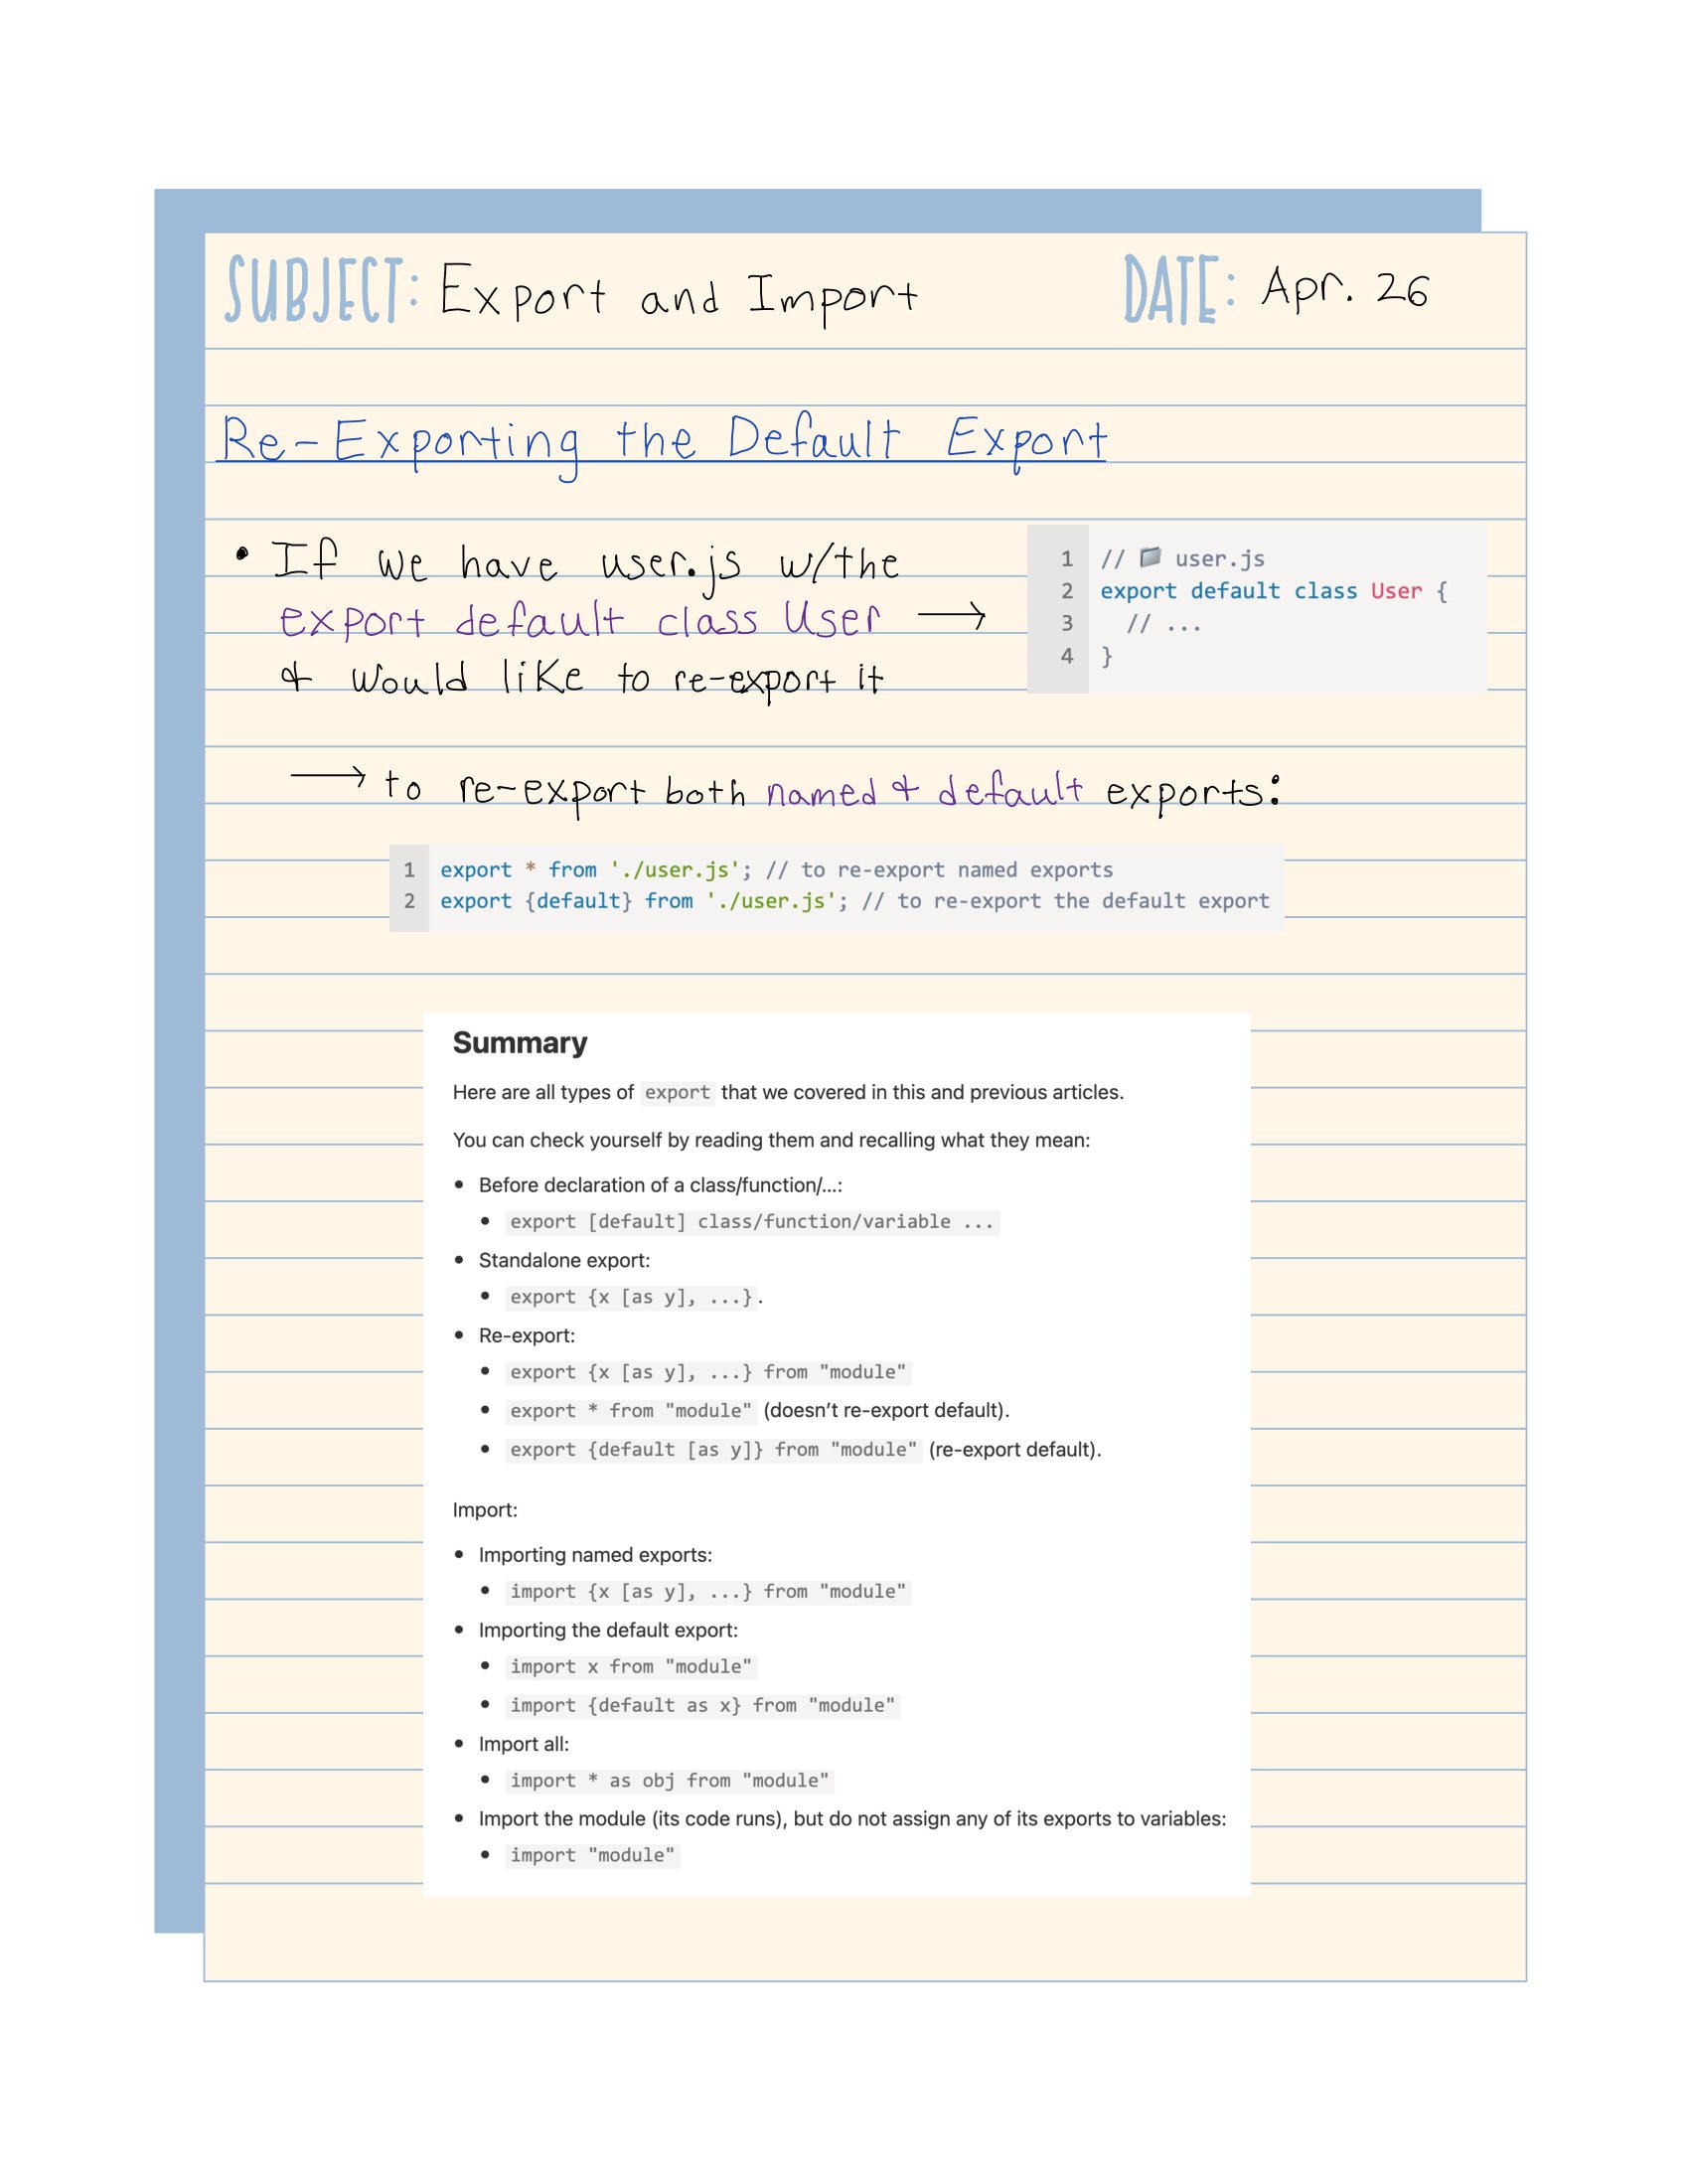 SUBJECT: Export and Import DATE: Apr. 26
Re-Exporting the Default Export
• If we have user.js w/the
export default class User →
& would like to re-export it
1 // 📁 user.js
2 export default class User {
3 // ...
4 }
→ to re-export both named & default exports:
1 export * from './user.js'; // to re-export named exports
2 export {default} from './user.js'; // to re-export the default export
Summary
Here are all types of export that we covered in this and previous articles.
You can check yourself by reading them and recalling what they mean:
• Before declaration of a class/function/...:
• export [default] class/function/variable ...
• Standalone export:
• export {x [as y], ...}.
• Re-export:
• export {x [as y], ...} from "module"
• export * from "module" (doesn't re-export default).
• export {default [as y]} from "module" (re-export default).
Import:
• Importing named exports:
• import {x [as y], ...} from "module"
• Importing the default export:
• import x from "module"
• import {default as x} from "module"
• Import all:
• import * as obj from "module"
• Import the module (its code runs), but do not assign any of its exports to variables:
• import "module"